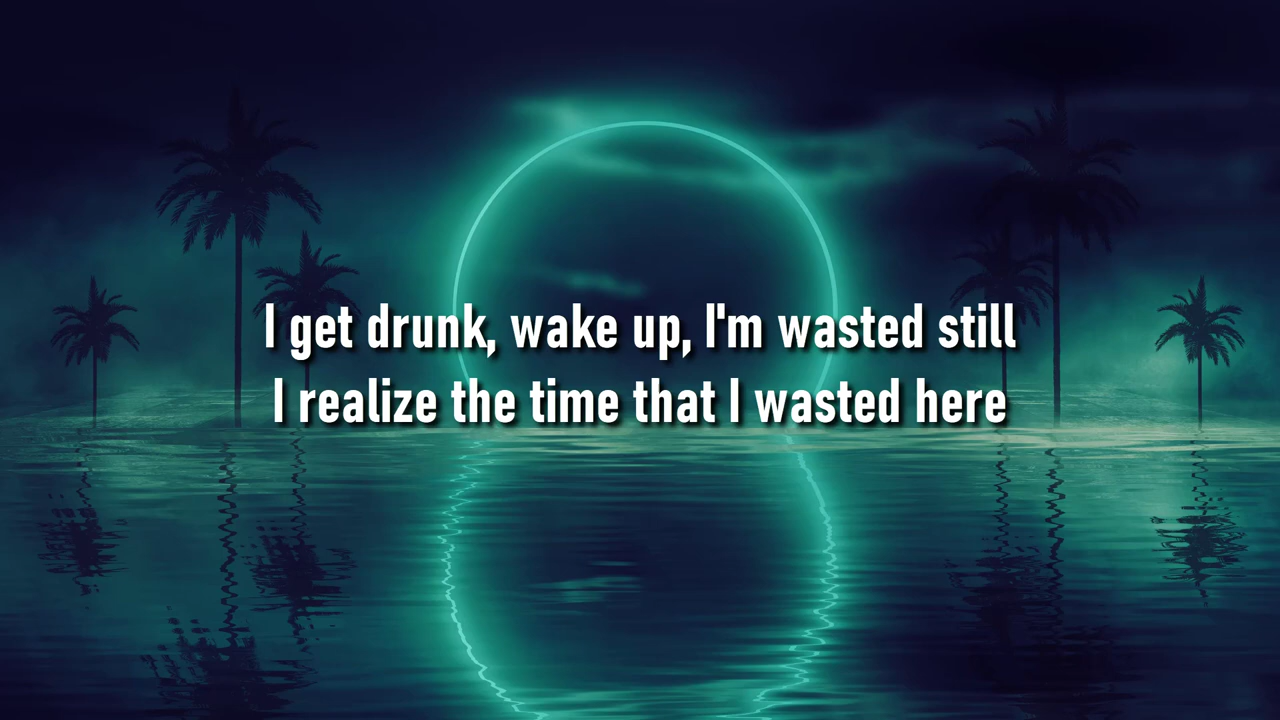 I get drunk, wake up, I'm wasted still
I realize the time that I wasted here